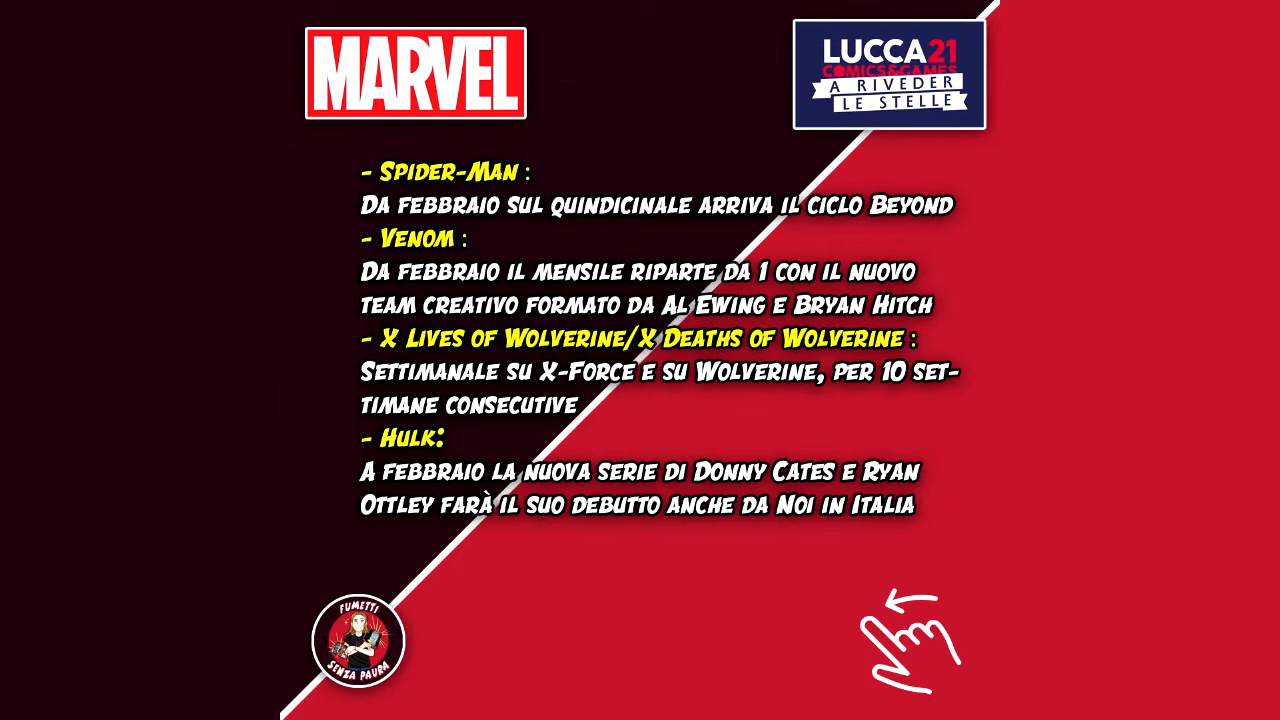 MARVEL
LUCCA21
COMICS&GAMES
A RIVEDER
LE STELLE
- Spider-Man :
Da febbraio sul quindicinale arriva il ciclo Beyond
- Venom :
Da febbraio il mensile riparte da 1 con il nuovo
team creativo formato da Al Ewing e Bryan Hitch
- X Lives of Wolverine/X Deaths of Wolverine :
Settimanale su X-Force e su Wolverine, per 10 set-
timane consecutive
- Hulk:
A febbraio la nuova serie di Donny Cates e Ryan
Ottley farà il suo debutto anche da Noi in Italia
FUMETTI
SENZA PAURA